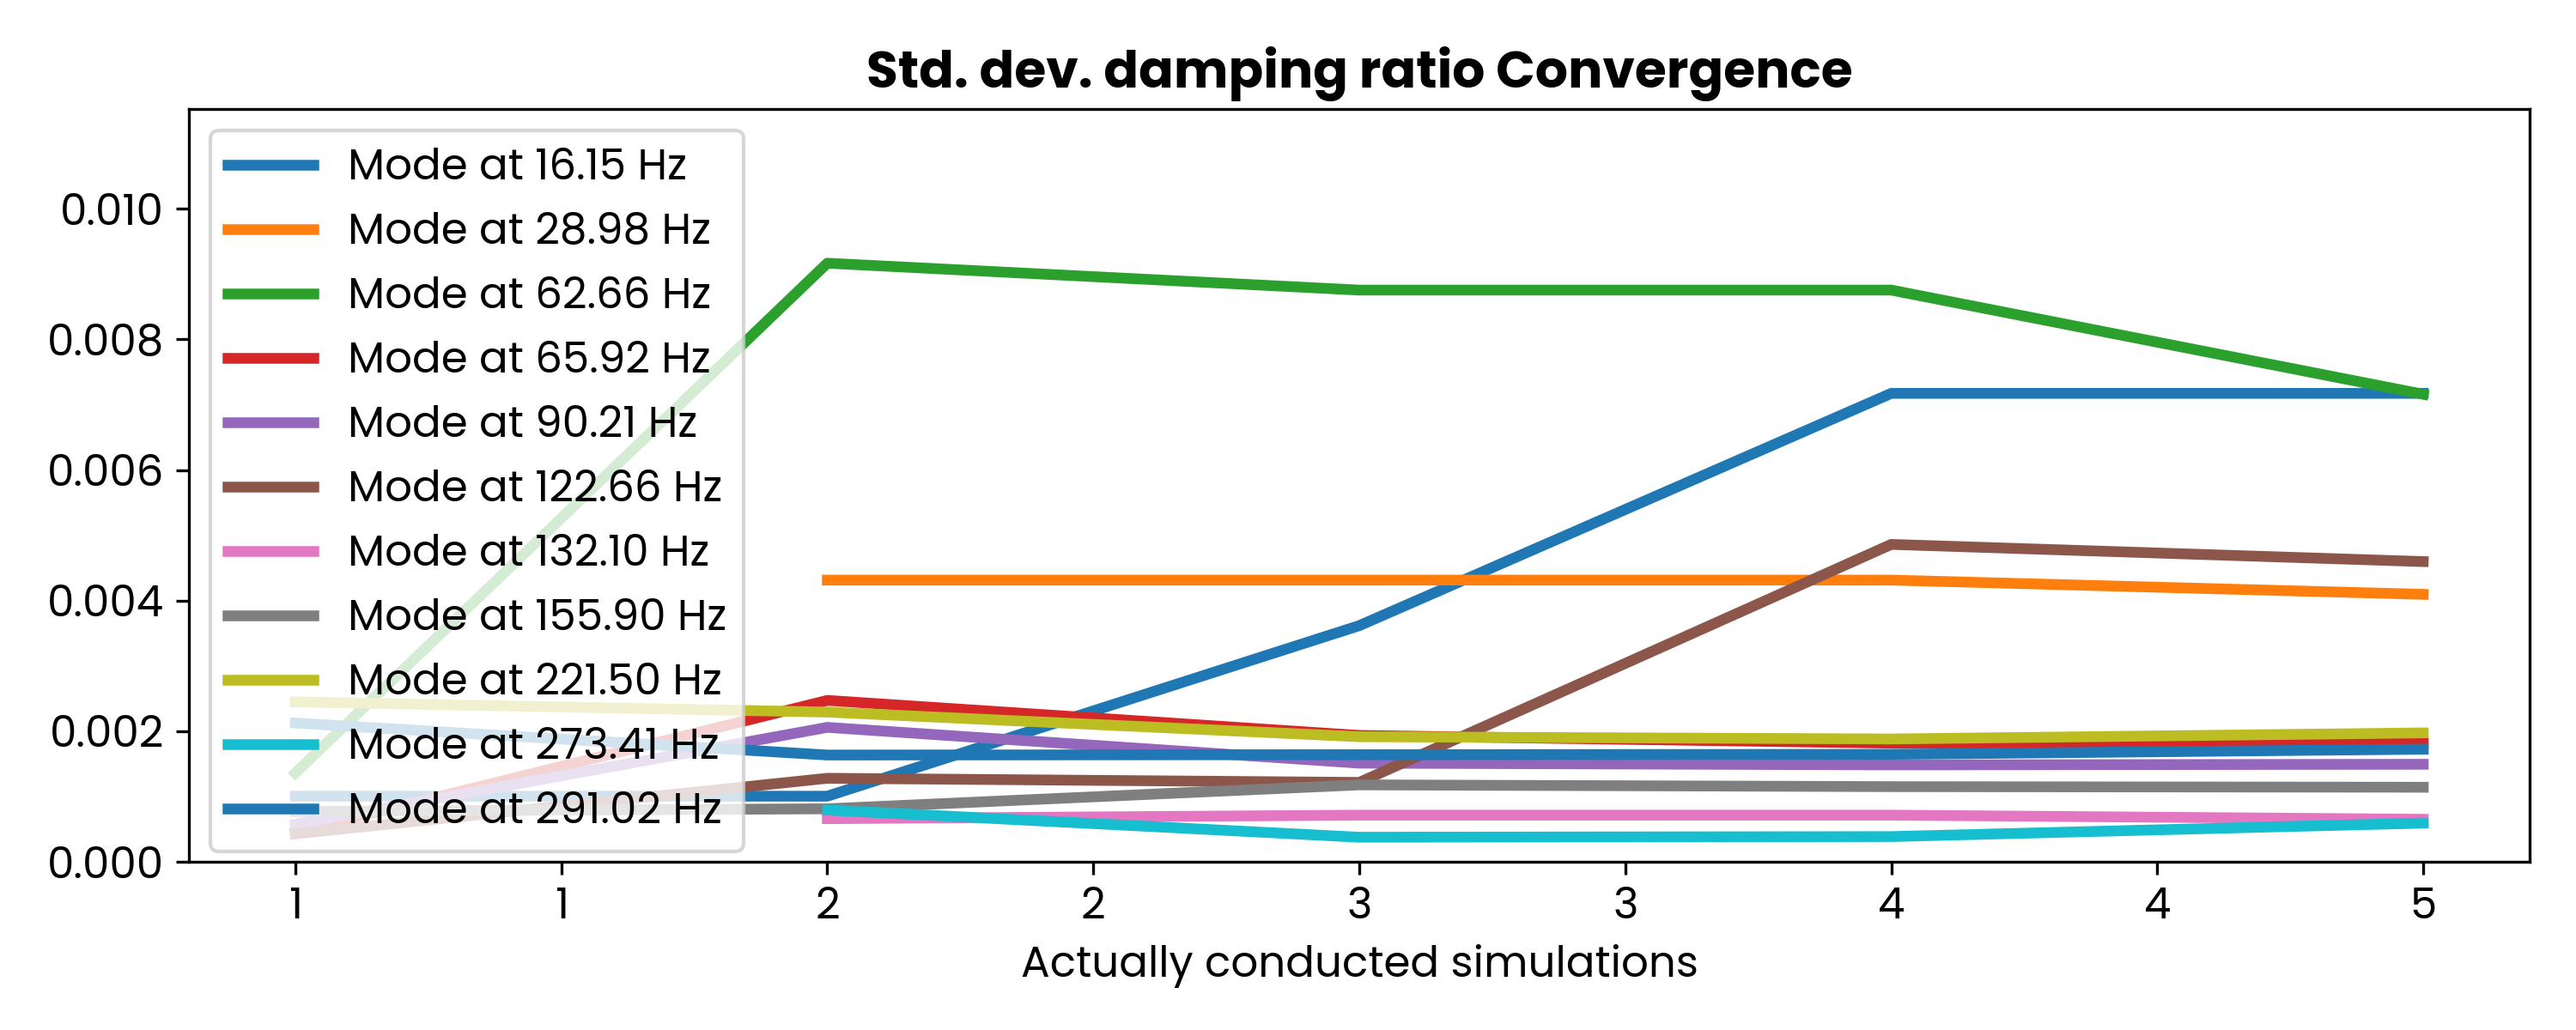 Std. dev. damping ratio Convergence
Mode at 16.15 Hz
Mode at 28.98 Hz
Mode at 62.66 Hz
Mode at 65.92 Hz
Mode at 90.21 Hz
Mode at 122.66 Hz
Mode at 132.10 Hz
Mode at 155.90 Hz
Mode at 221.50 Hz
Mode at 273.41 Hz
Mode at 291.02 Hz
0.010
0.008
0.006
0.004
0.002
0.000
1 1 2 2 3 3 4 4 5
Actually conducted simulations